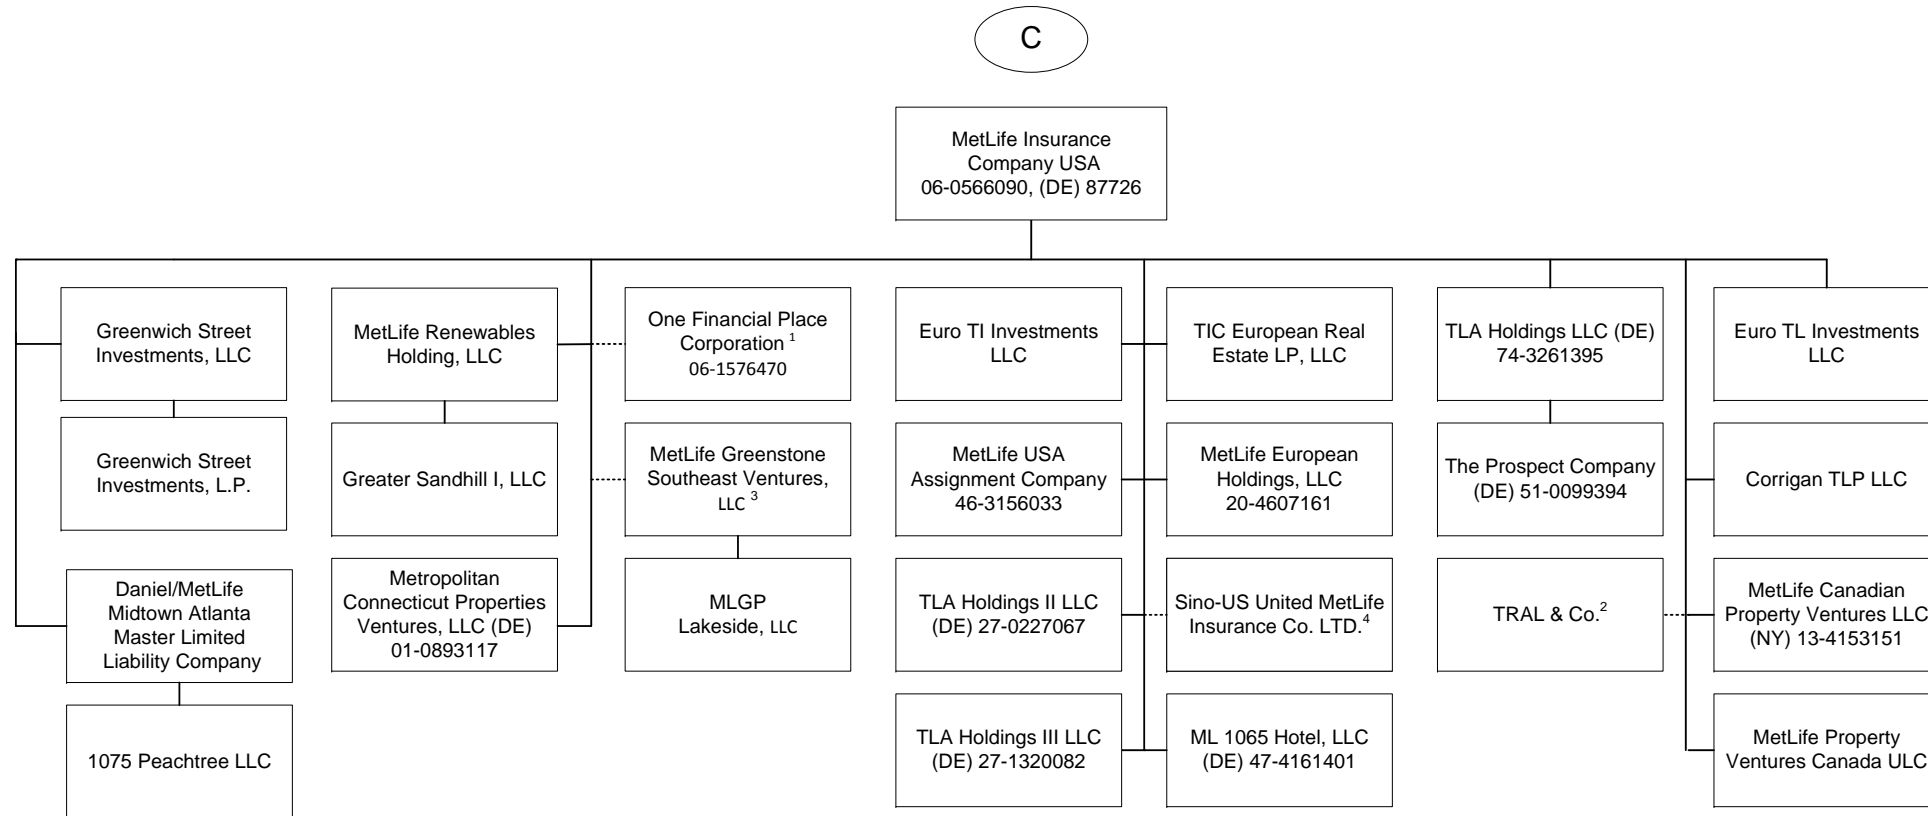 C
MetLife Insurance
Company USA
06-0566090, (DE) 87726
Greenwich Street
Investments, LLC
MetLife Renewables
Holding, LLC
One Financial Place
Corporation 1
06-1576470
Euro TI Investments
LLC
TIC European Real
Estate LP, LLC
TLA Holdings LLC (DE)
74-3261395
Euro TL Investments
LLC
Greenwich Street
Investments, L.P.
Greater Sandhill I, LLC
MetLife Greenstone
Southeast Ventures,
LLC 3
MetLife USA
Assignment Company
46-3156033
MetLife European
Holdings, LLC
20-4607161
The Prospect Company
(DE) 51-0099394
Corrigan TLP LLC
Daniel/MetLife
Midtown Atlanta
Master Limited
Liability Company
Metropolitan
Connecticut Properties
Ventures, LLC (DE)
01-0893117
MLGP
Lakeside, LLC
TLA Holdings II LLC
(DE) 27-0227067
Sino-US United MetLife
Insurance Co. LTD.4
TRAL & Co.2
MetLife Canadian
Property Ventures LLC
(NY) 13-4153151
1075 Peachtree LLC
TLA Holdings III LLC
(DE) 27-1320082
ML 1065 Hotel, LLC
(DE) 47-4161401
MetLife Property
Ventures Canada ULC